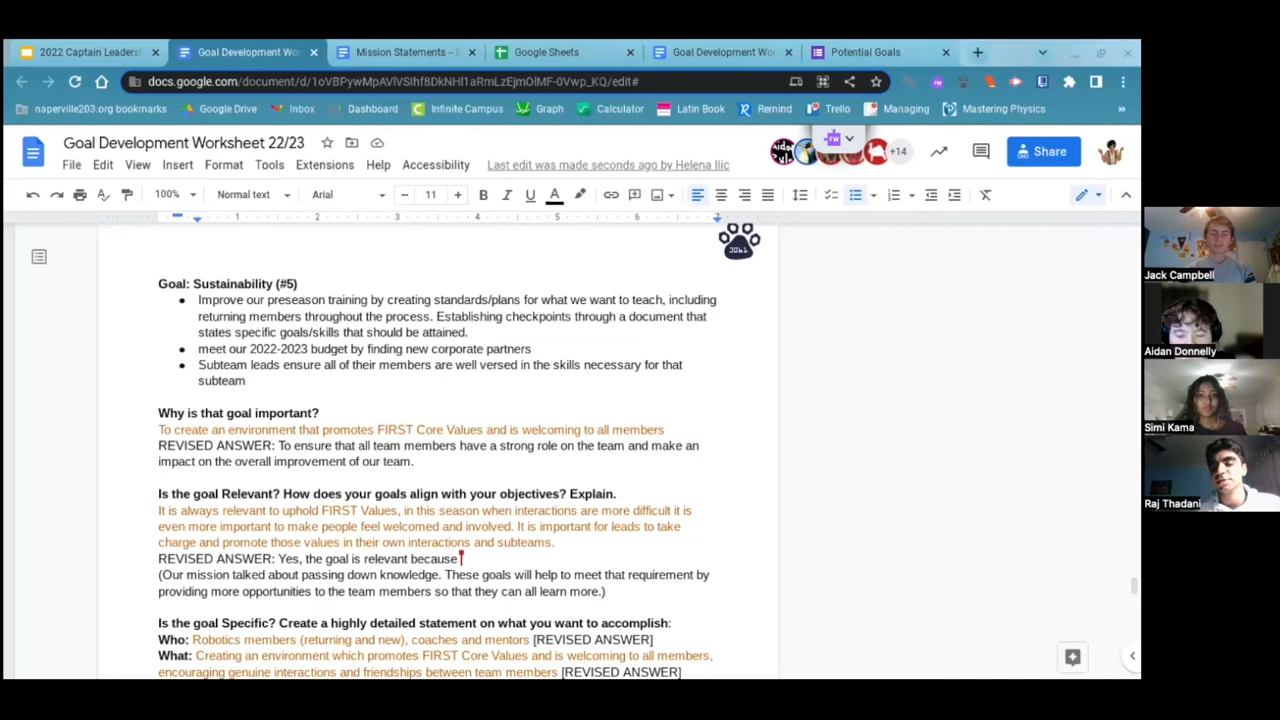 2022 Captain Leadersh
Goal Development Wo
Mission Statements –
Google Sheets
Goal Development Wor
Potential Goals
docs.google.com/document/d/1oVBPywMpAVlVSIhf8DkNHl1aRmLzEjmOlMF-0Vwp_KQ/edit#
naperville203.org bookmarks
Google Drive
Inbox
Dashboard
Infinite Campus
Graph
Calculator
Latin Book
Remind
Trello
Managing
Mastering Physics
Goal Development Worksheet 22/23
+14
Share
File Edit View Insert Format Tools Extensions Help Accessibility
Last edit was made seconds ago by Helena Ilic
100%
Normal text
Arial
11
1 2 3 4 5 6 7
3061
Goal: Sustainability (#5)
● Improve our preseason training by creating standards/plans for what we want to teach, including
returning members throughout the process. Establishing checkpoints through a document that
states specific goals/skills that should be attained.
● meet our 2022-2023 budget by finding new corporate partners
● Subteam leads ensure all of their members are well versed in the skills necessary for that
subteam
Why is that goal important?
To create an environment that promotes FIRST Core Values and is welcoming to all members
REVISED ANSWER: To ensure that all team members have a strong role on the team and make an
impact on the overall improvement of our team.
Is the goal Relevant? How does your goals align with your objectives? Explain.
It is always relevant to uphold FIRST Values, in this season when interactions are more difficult it is
even more important to make people feel welcomed and involved. It is important for leads to take
charge and promote those values in their own interactions and subteams.
REVISED ANSWER: Yes, the goal is relevant because
(Our mission talked about passing down knowledge. These goals will help to meet that requirement by
providing more opportunities to the team members so that they can all learn more.)
Is the goal Specific? Create a highly detailed statement on what you want to accomplish:
Who: Robotics members (returning and new), coaches and mentors [REVISED ANSWER]
What: Creating an environment which promotes FIRST Core Values and is welcoming to all members,
encouraging genuine interactions and friendships between team members [REVISED ANSWER]
Jack Campbell
Aidan Donnelly
Simi Kama
Raj Thadani